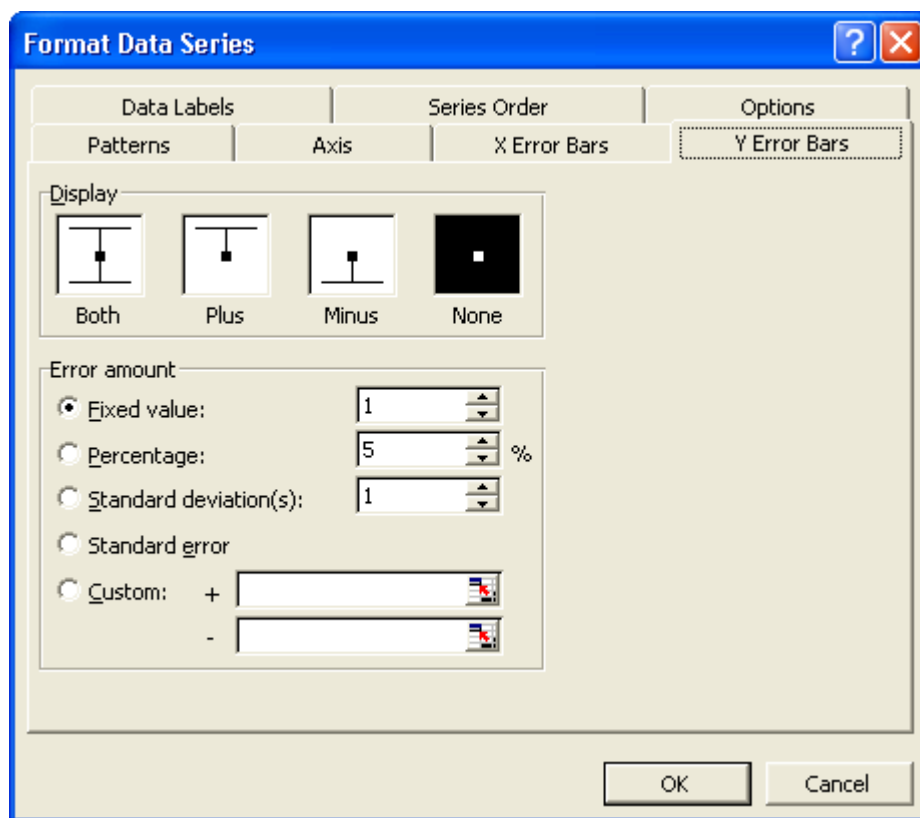 Format Data Series
Data Labels Series Order Options
Patterns Axis X Error Bars Y Error Bars
Display
Both Plus Minus None
Error amount
Fixed value: 1
Percentage: 5 %
Standard deviation(s): 1
Standard error
Custom: +
-
OK Cancel